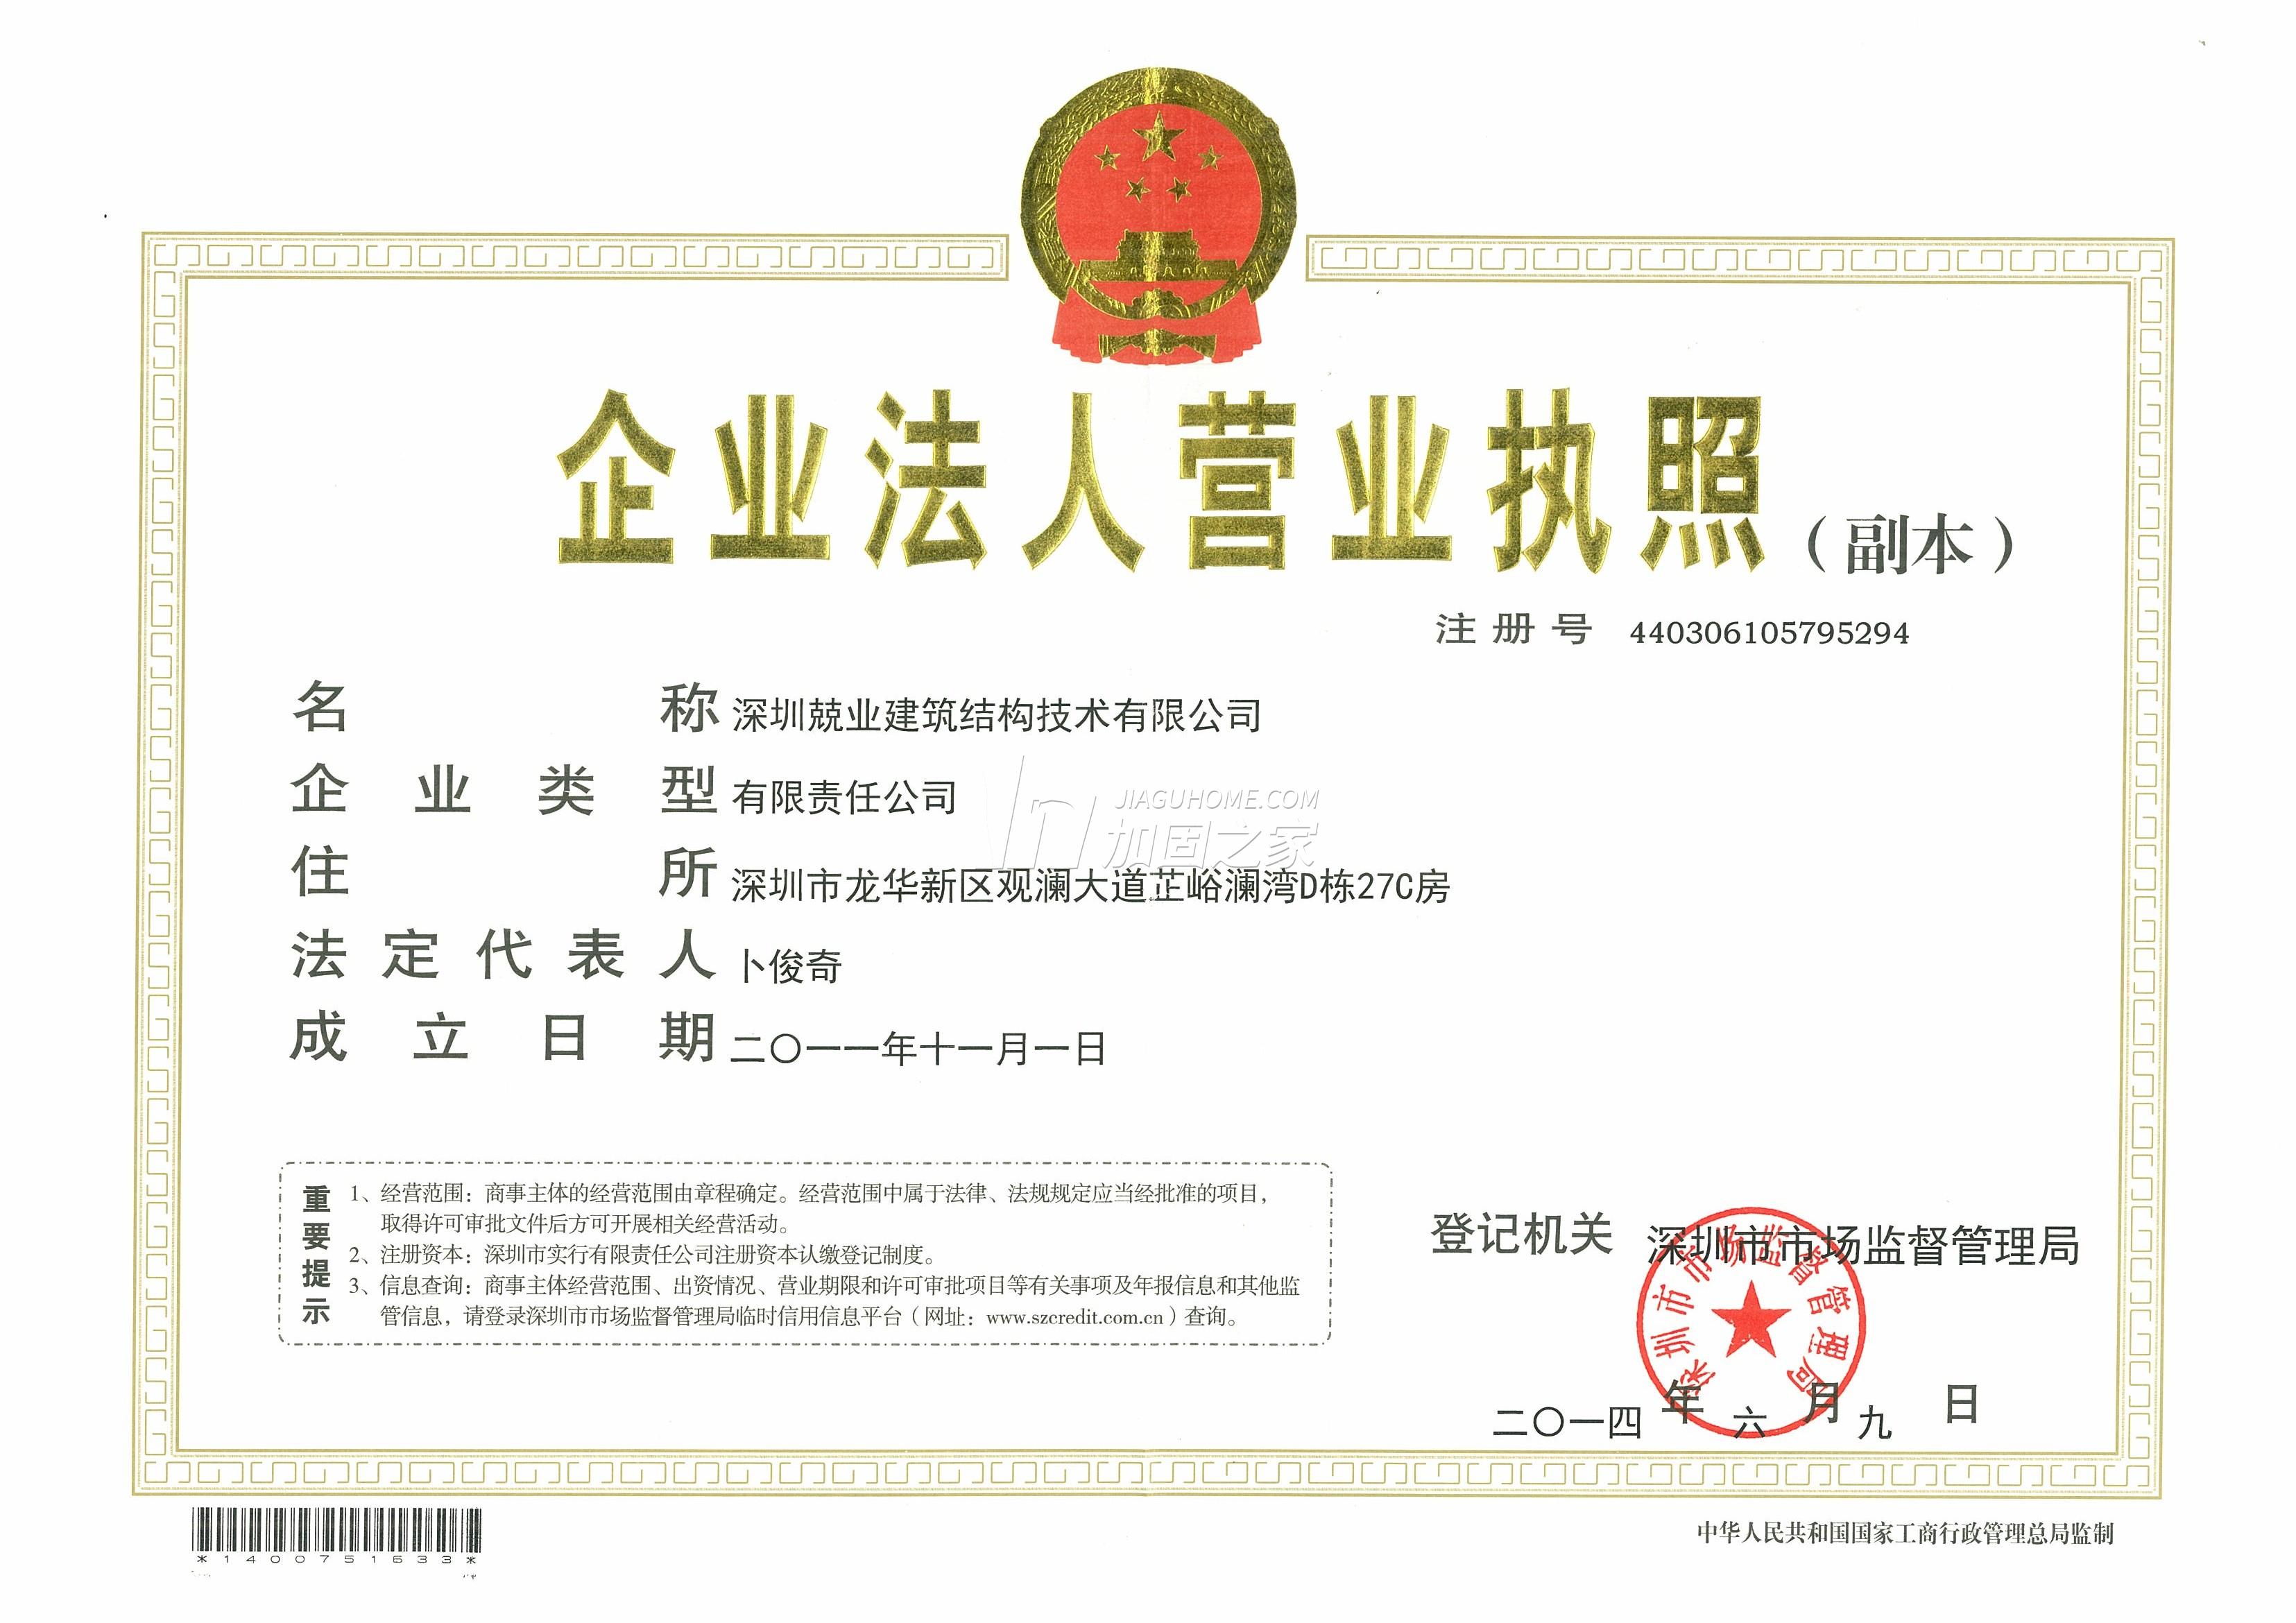 企业法人营业执照（副本）
注册号 440306105795294
名称 深圳兢业建筑结构技术有限公司
企业类型 有限责任公司
JIAGUHOME.COM
加固之家
住所 深圳市龙华新区观澜大道芷峪澜湾D栋27C房
法定代表人 卜俊奇
成立日期 二〇一一年十一月一日
重要提示
1、经营范围：商事主体的经营范围由章程确定。经营范围中属于法律、法规规定应当经批准的项目，
取得许可审批文件后方可开展相关经营活动。
2、注册资本：深圳市实行有限责任公司注册资本认缴登记制度。
3、信息查询：商事主体经营范围、出资情况、营业期限和许可审批项目等有关事项及年报信息和其他监
管信息，请登录深圳市市场监督管理局临时信用信息平台（网址：www.szcredit.com.cn）查询。
登记机关 深圳市市场监督管理局
深圳市市场监督管理局
二〇一四年六月九日
*1400751633*
中华人民共和国国家工商行政管理总局监制